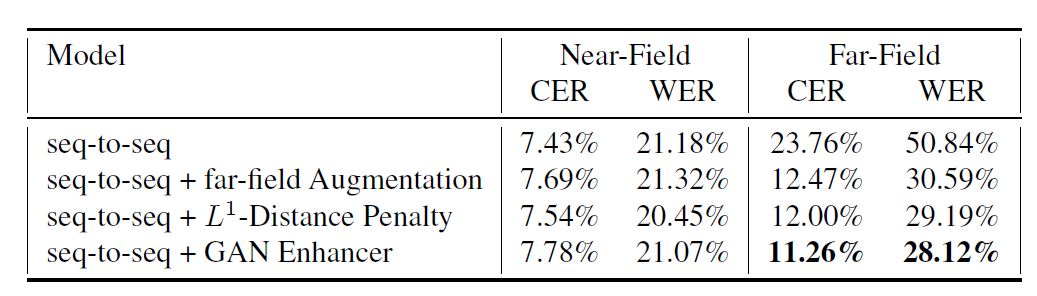 Model Near-Field Far-Field
CER WER CER WER
seq-to-seq 7.43% 21.18% 23.76% 50.84%
seq-to-seq + far-field Augmentation 7.69% 21.32% 12.47% 30.59%
seq-to-seq + L¹-Distance Penalty 7.54% 20.45% 12.00% 29.19%
seq-to-seq + GAN Enhancer 7.78% 21.07% 11.26% 28.12%